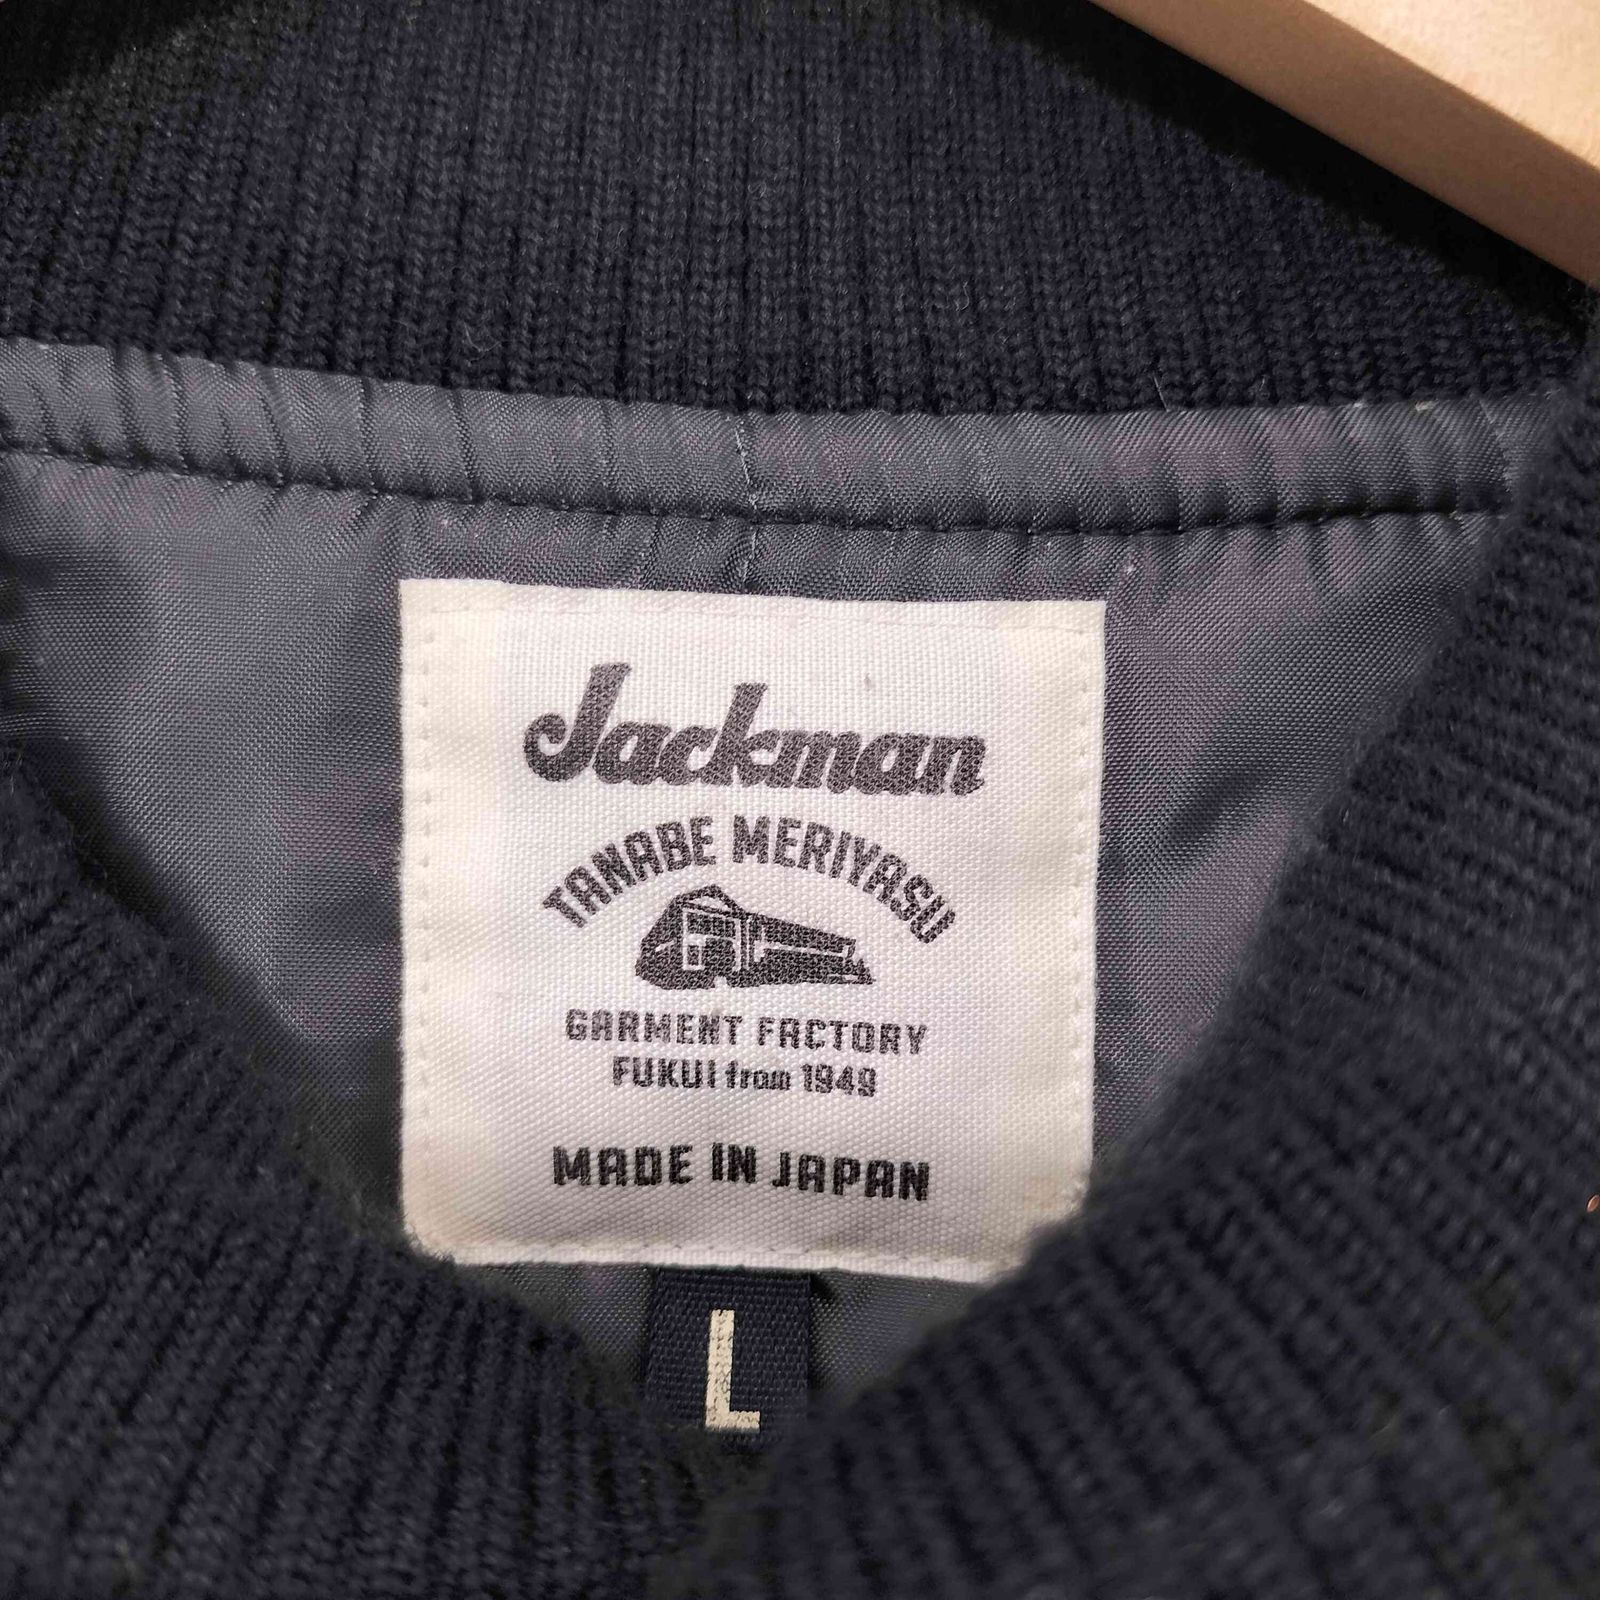 Jackman
TANABE MERIYASU
GARMENT FACTORY
FUKUI from 1949
MADE IN JAPAN
L